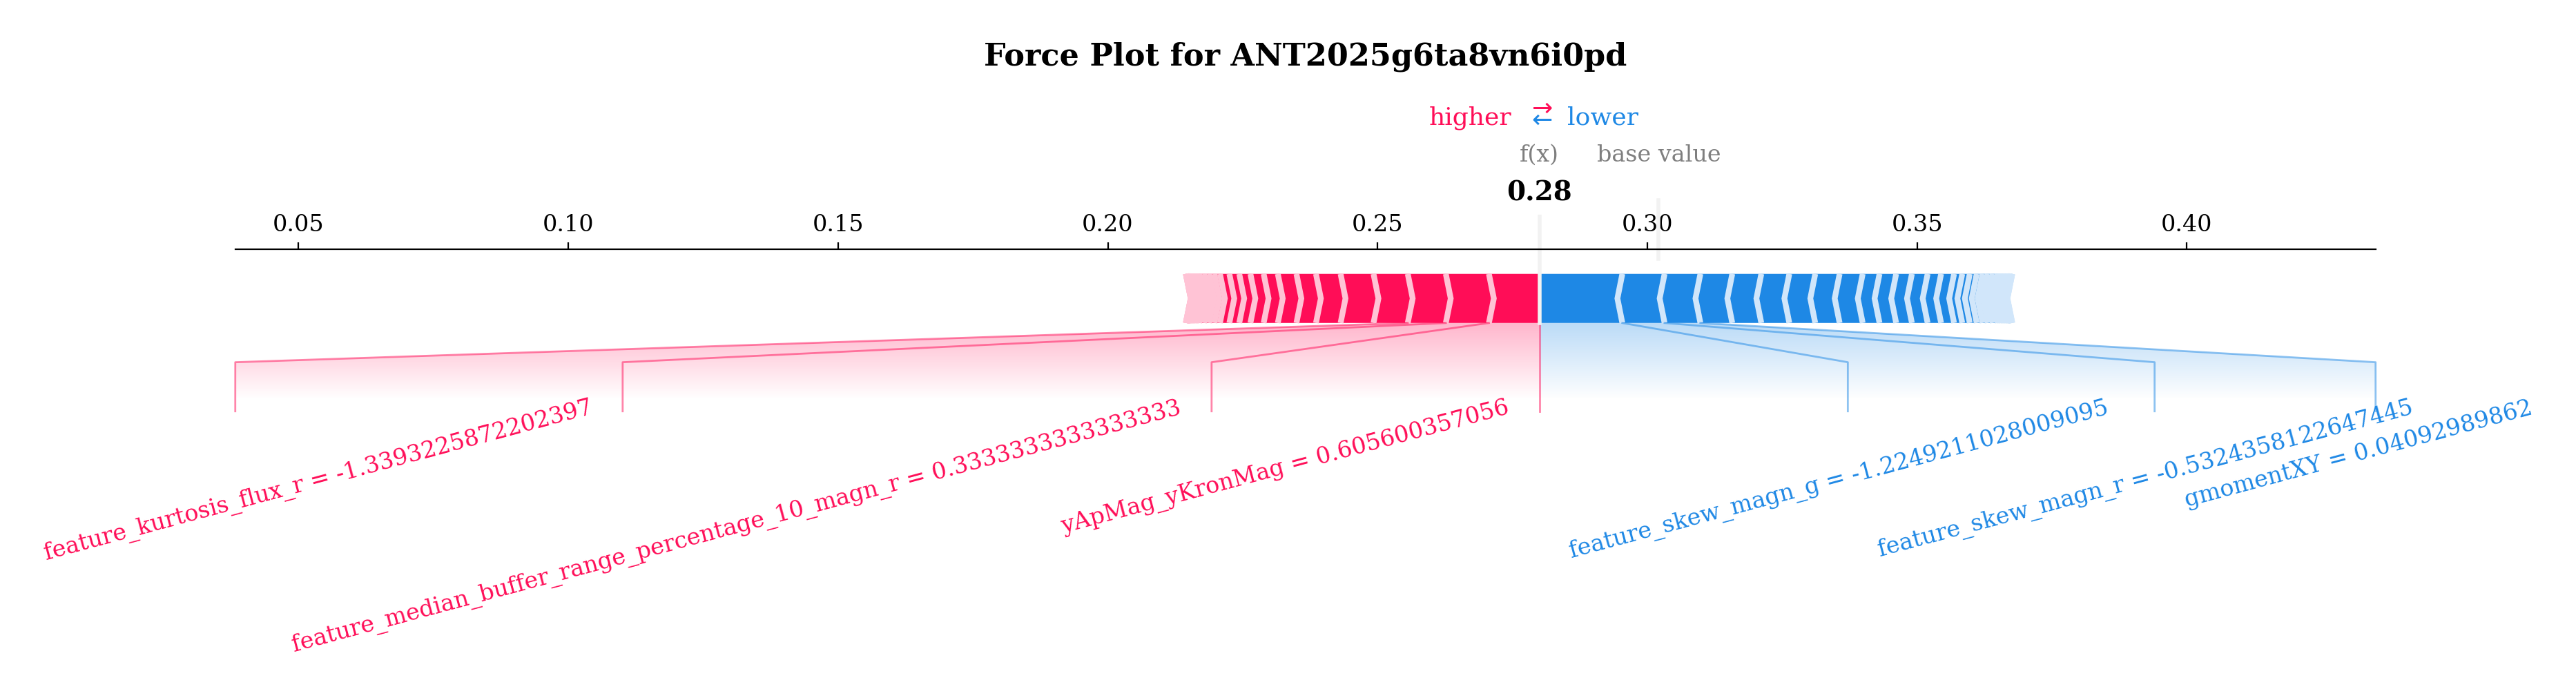 Force Plot for ANT2025g6ta8vn6i0pd
higher → ← lower
f(x) base value
0.28
0.05 0.10 0.15 0.20 0.25 0.30 0.35 0.40
feature_kurtosis_flux_r = -1.3393225872202397
feature_median_buffer_range_percentage_10_magn_r = 0.3333333333333333
yApMag_yKronMag = 0.605600357056
feature_skew_magn_g = -1.2249211028009095
feature_skew_magn_r = -0.5324358122647445
gmomentXY = 0.04092989862